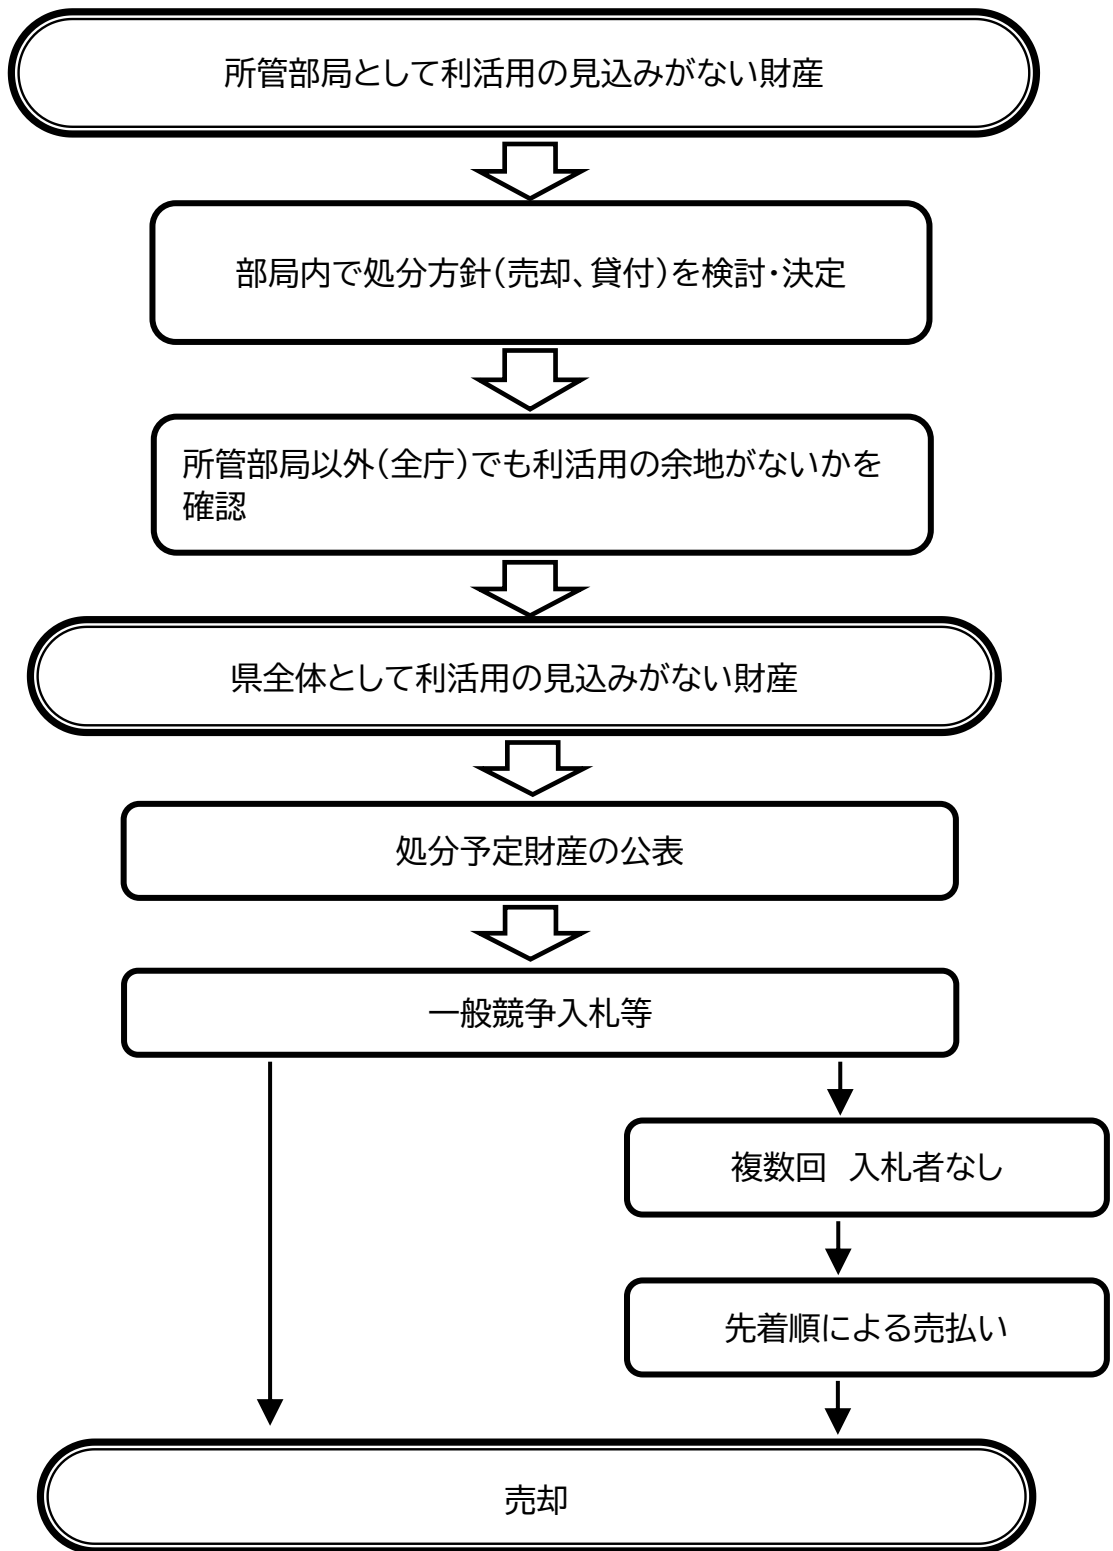 所管部局として利活用の見込みがない財産
部局内で処分方針（売却、貸付）を検討・決定
所管部局以外（全庁）でも利活用の余地がないかを
確認
県全体として利活用の見込みがない財産
処分予定財産の公表
一般競争入札等
複数回　入札者なし
先着順による売払い
売却